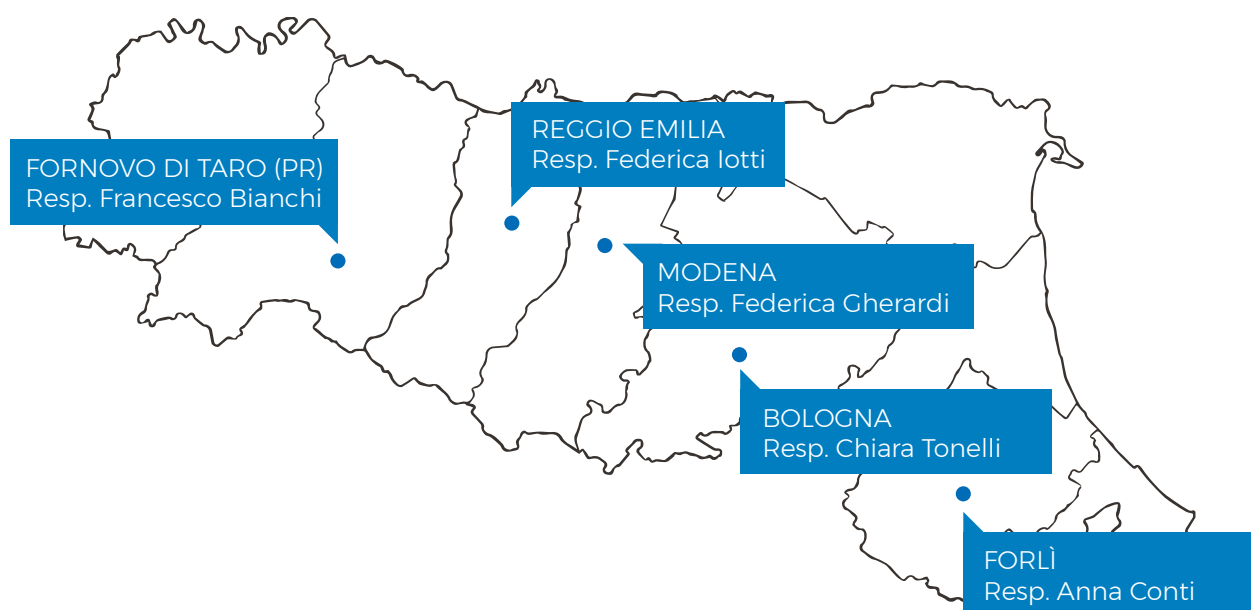 FORNOVO DI TARO (PR)
Resp. Francesco Bianchi
REGGIO EMILIA
Resp. Federica Iotti
MODENA
Resp. Federica Gherardi
BOLOGNA
Resp. Chiara Tonelli
FORLÌ
Resp. Anna Conti